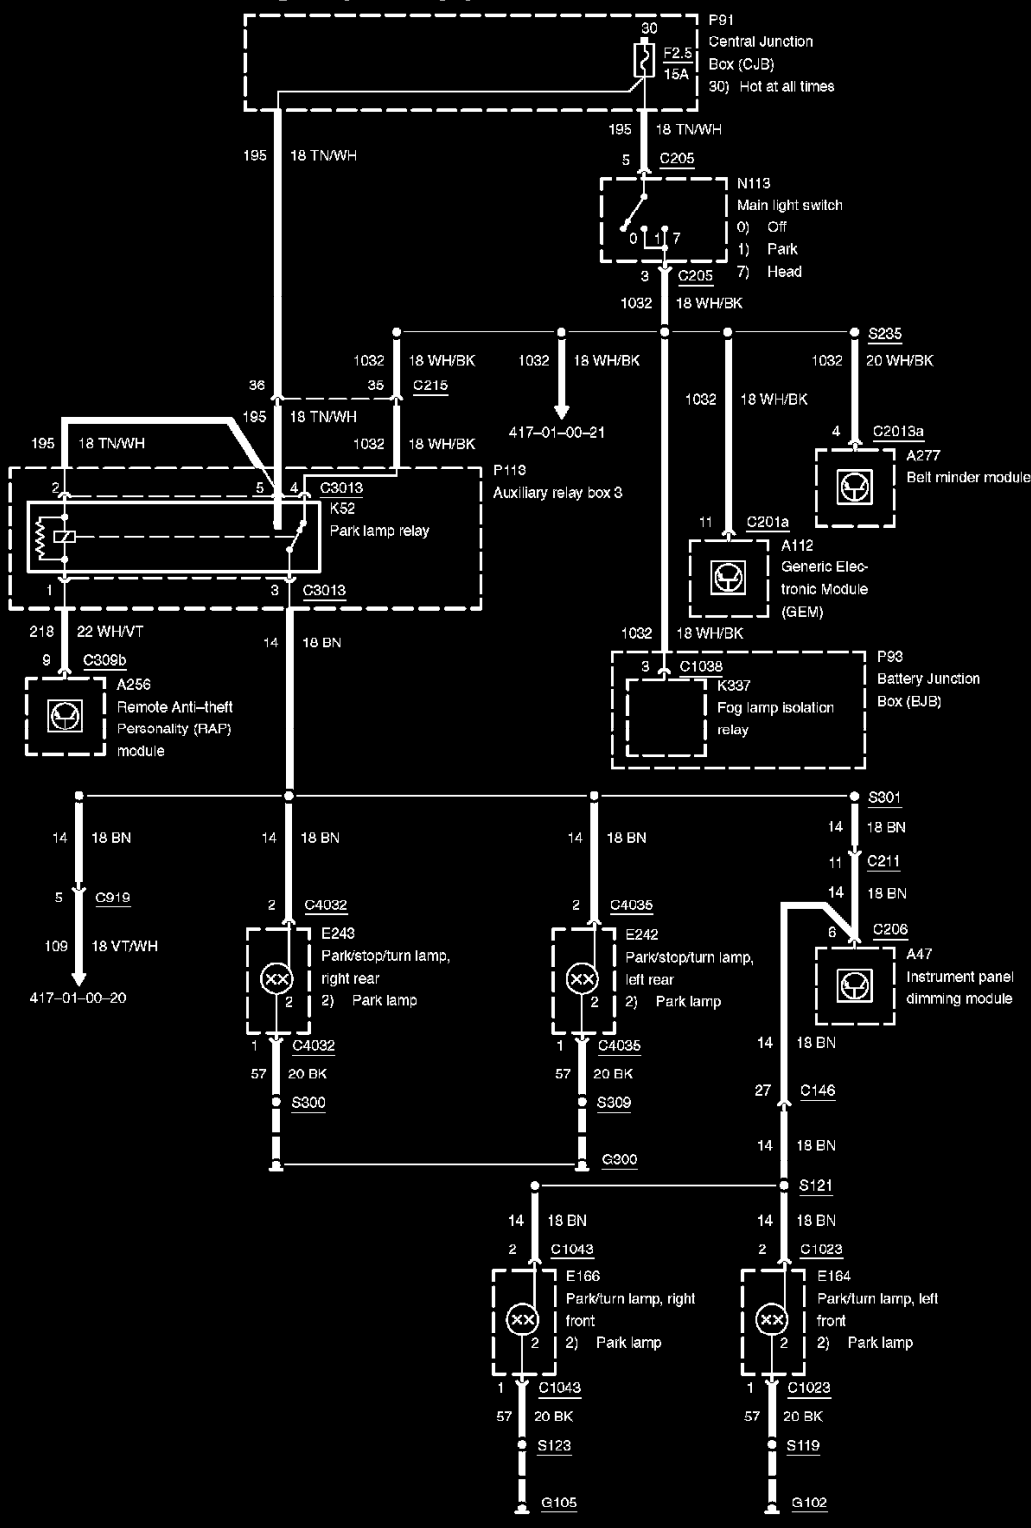 P91
Central Junction
Box (CJB)
30) Hot at all times
30
F2.5
15A
195 18 TN/WH
195 18 TN/WH
5 C205
N113
Main light switch
0) Off
1) Park
7) Head
0 1 7
3 C205
1032 18 WH/BK
S235
1032 18 WH/BK
1032 18 WH/BK
1032 20 WH/BK
36 35 C215
1032 18 WH/BK
195 18 TN/WH
417-01-00-21
4 C2013a
195 18 TN/WH
1032 18 WH/BK
A277
Belt minder module
P113
Auxiliary relay box 3
2 5 4 C3013
K52
Park lamp relay
11 C201a
A112
Generic Elec-
tronic Module
(GEM)
1 3 C3013
218 22 WH/VT
14 18 BN
1032 18 WH/BK
9 C309b
P93
Battery Junction
Box (BJB)
3 C1038
K337
Fog lamp isolation
relay
A256
Remote Anti-theft
Personality (RAP)
module
S301
14 18 BN
14 18 BN
14 18 BN
14 18 BN
11 C211
5 C919
14 18 BN
2 C4032
2 C4035
6 C206
109 18 VT/WH
E243
Park/stop/turn lamp,
right rear
2) Park lamp
2
E242
Park/stop/turn lamp,
left rear
2) Park lamp
2
A47
Instrument panel
dimming module
417-01-00-20
1 C4032
1 C4035
14 18 BN
57 20 BK
57 20 BK
27 C146
S300
S309
14 18 BN
G300
S121
14 18 BN
14 18 BN
2 C1043
2 C1023
E166
Park/turn lamp, right
front
2) Park lamp
2
E164
Park/turn lamp, left
front
2) Park lamp
2
1 C1043
1 C1023
57 20 BK
57 20 BK
S123
S119
G105
G102